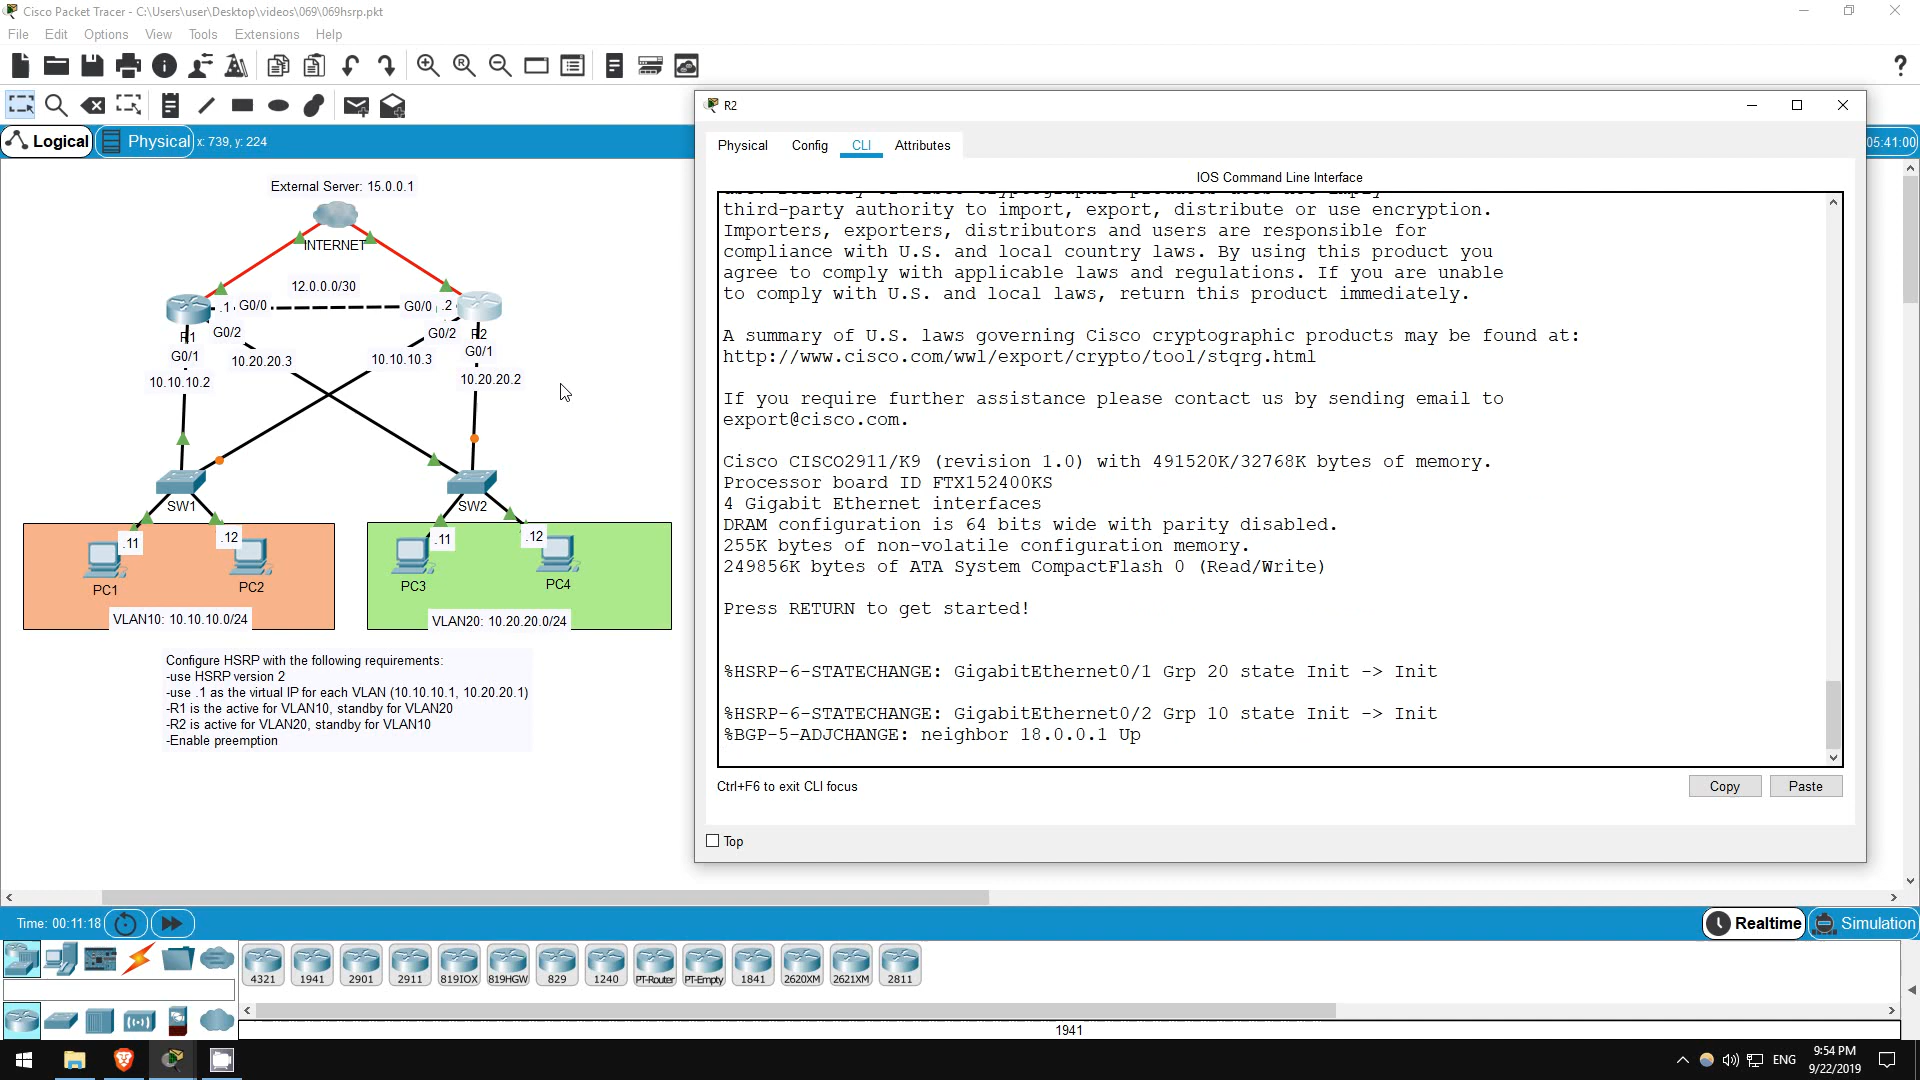 Cisco Packet Tracer - C:\Users\user\Desktop\videos\069\069hsrp.pkt
File Edit Options View Tools Extensions Help
Logical Physical x: 739, y: 224
05:41:00
External Server: 15.0.0.1
INTERNET
12.0.0.0/30
.1 G0/0 G0/0 .2
R1 G0/2 G0/2 R2
G0/1 10.20.20.3 10.10.10.3 G0/1
10.10.10.2 10.20.20.2
SW1 SW2
.11 .12 .11 .12
PC1 PC2 PC3 PC4
VLAN10: 10.10.10.0/24 VLAN20: 10.20.20.0/24
Configure HSRP with the following requirements:
-use HSRP version 2
-use .1 as the virtual IP for each VLAN (10.10.10.1, 10.20.20.1)
-R1 is the active for VLAN10, standby for VLAN20
-R2 is active for VLAN20, standby for VLAN10
-Enable preemption
R2
Physical Config CLI Attributes
IOS Command Line Interface
third-party authority to import, export, distribute or use encryption.
Importers, exporters, distributors and users are responsible for
compliance with U.S. and local country laws. By using this product you
agree to comply with applicable laws and regulations. If you are unable
to comply with U.S. and local laws, return this product immediately.
A summary of U.S. laws governing Cisco cryptographic products may be found at:
http://www.cisco.com/wwl/export/crypto/tool/stqrg.html
If you require further assistance please contact us by sending email to
export@cisco.com.
Cisco CISCO2911/K9 (revision 1.0) with 491520K/32768K bytes of memory.
Processor board ID FTX152400KS
4 Gigabit Ethernet interfaces
DRAM configuration is 64 bits wide with parity disabled.
255K bytes of non-volatile configuration memory.
249856K bytes of ATA System CompactFlash 0 (Read/Write)
Press RETURN to get started!
%HSRP-6-STATECHANGE: GigabitEthernet0/1 Grp 20 state Init -> Init
%HSRP-6-STATECHANGE: GigabitEthernet0/2 Grp 10 state Init -> Init
%BGP-5-ADJCHANGE: neighbor 18.0.0.1 Up
Ctrl+F6 to exit CLI focus
Copy Paste
Top
Time: 00:11:18
Realtime Simulation
4321 1941 2901 2911 819IOX 819HGW 829 1240 PT-Router PT-Empty 1841 2620XM 2621XM 2811
1941
ENG
9:54 PM
9/22/2019